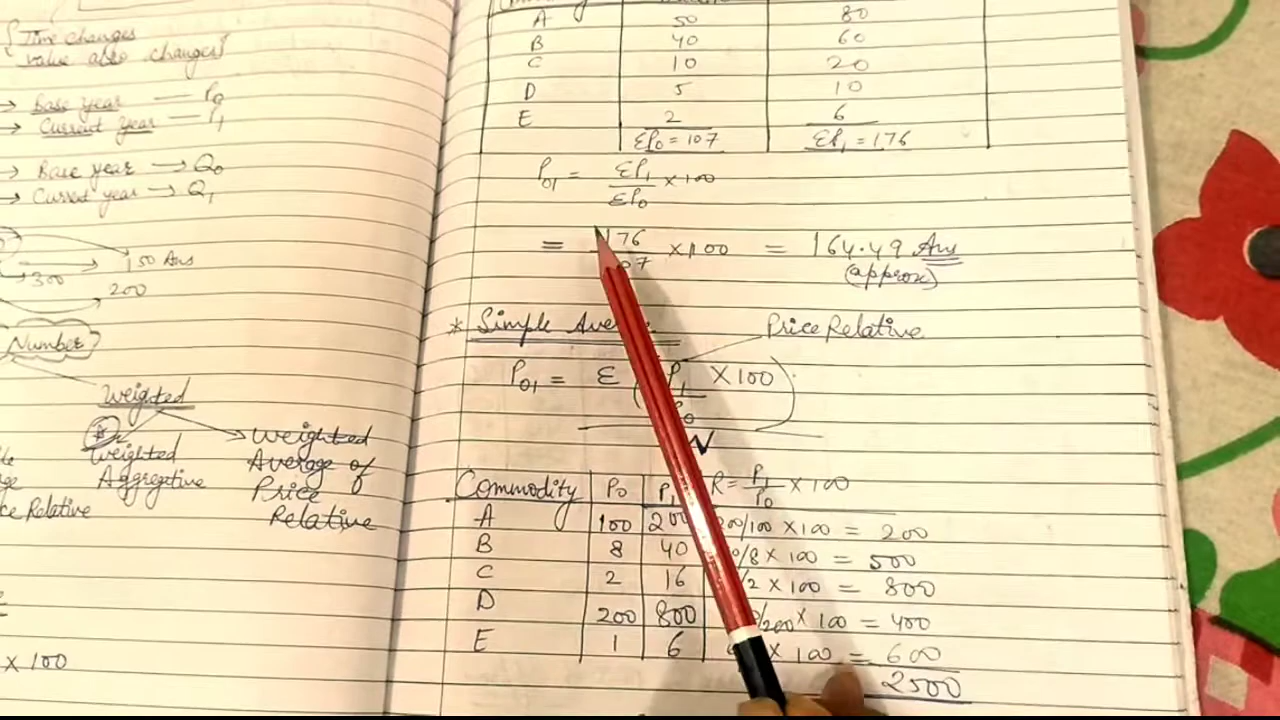 { Time changes
value also changes }
→ Base year — P₀
→ Current year — P₁
→ Base year → Q₀
→ Current year → Q₁
150 Ans
300
200
Number
Weighted
Weighted
Aggregative
Weighted
Average of
Price
Relative
Relative
× 100
A 50 80
B 40 60
C 10 20
D 5 10
E 2 6
ΣP₀ = 107 ΣP₁ = 176
P₀₁ = ΣP₁ / ΣP₀ × 100
= 176 / 07 × 100 = 164.49 Ans
(approx)
* Simple Price Relative
P₀₁ = Σ ( P₁ / P₀ × 100 )
N
Commodity P₀ P₁ R = P₁ / P₀ × 100
A 100 200 200/100 × 100 = 200
B 8 40 /8 × 100 = 500
C 2 16 /2 × 100 = 800
D 200 800 /200 × 100 = 400
E 1 6 × 100 = 600
2500